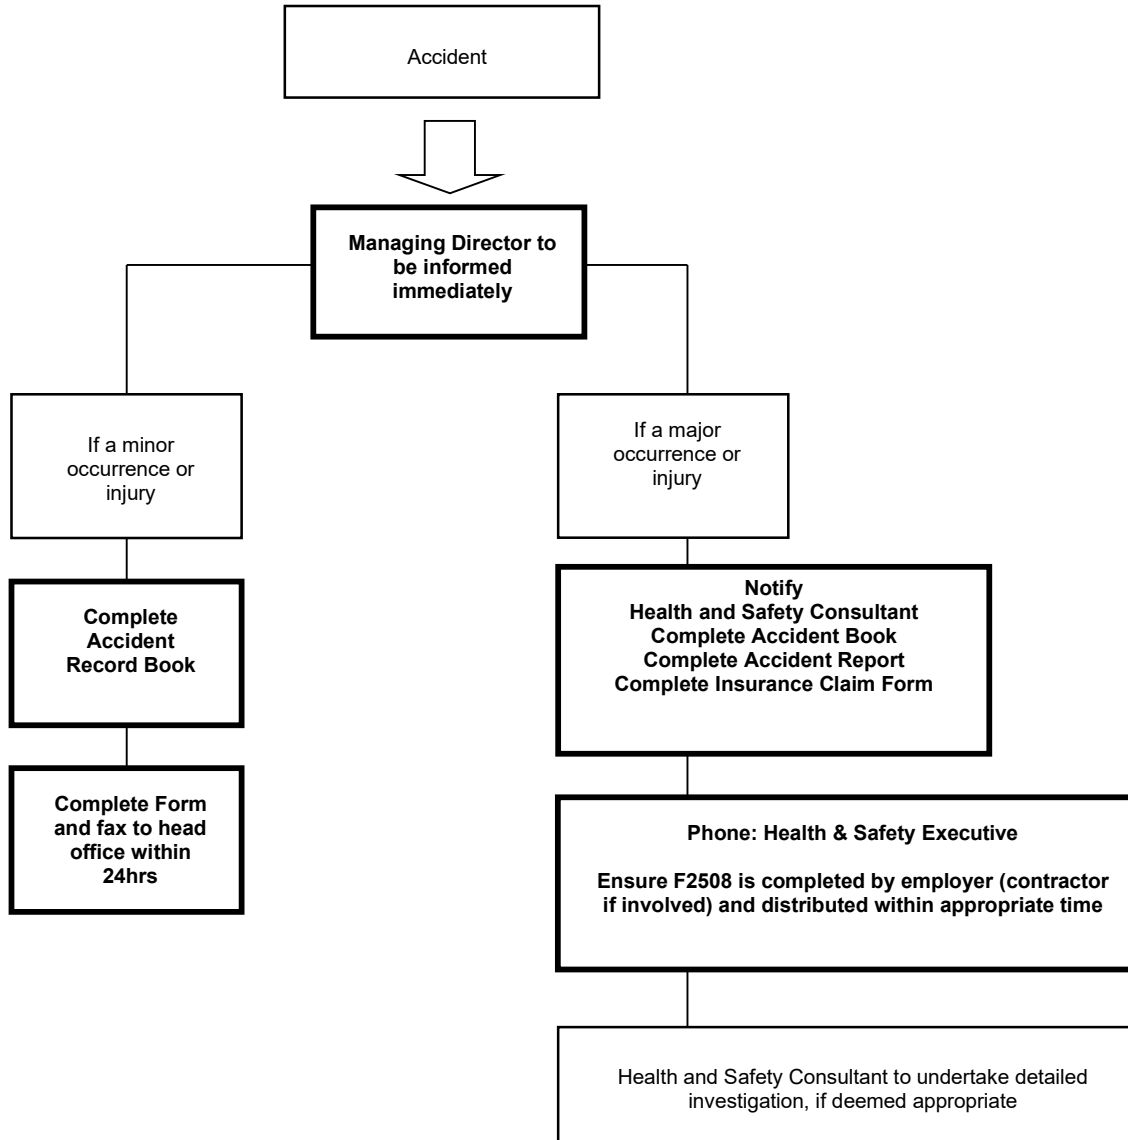 Accident
Managing Director to
be informed
immediately
If a minor
occurrence or
injury
If a major
occurrence or
injury
Complete
Accident
Record Book
Notify
Health and Safety Consultant
Complete Accident Book
Complete Accident Report
Complete Insurance Claim Form
Complete Form
and fax to head
office within
24hrs
Phone: Health & Safety Executive
Ensure F2508 is completed by employer (contractor
if involved) and distributed within appropriate time
Health and Safety Consultant to undertake detailed
investigation, if deemed appropriate